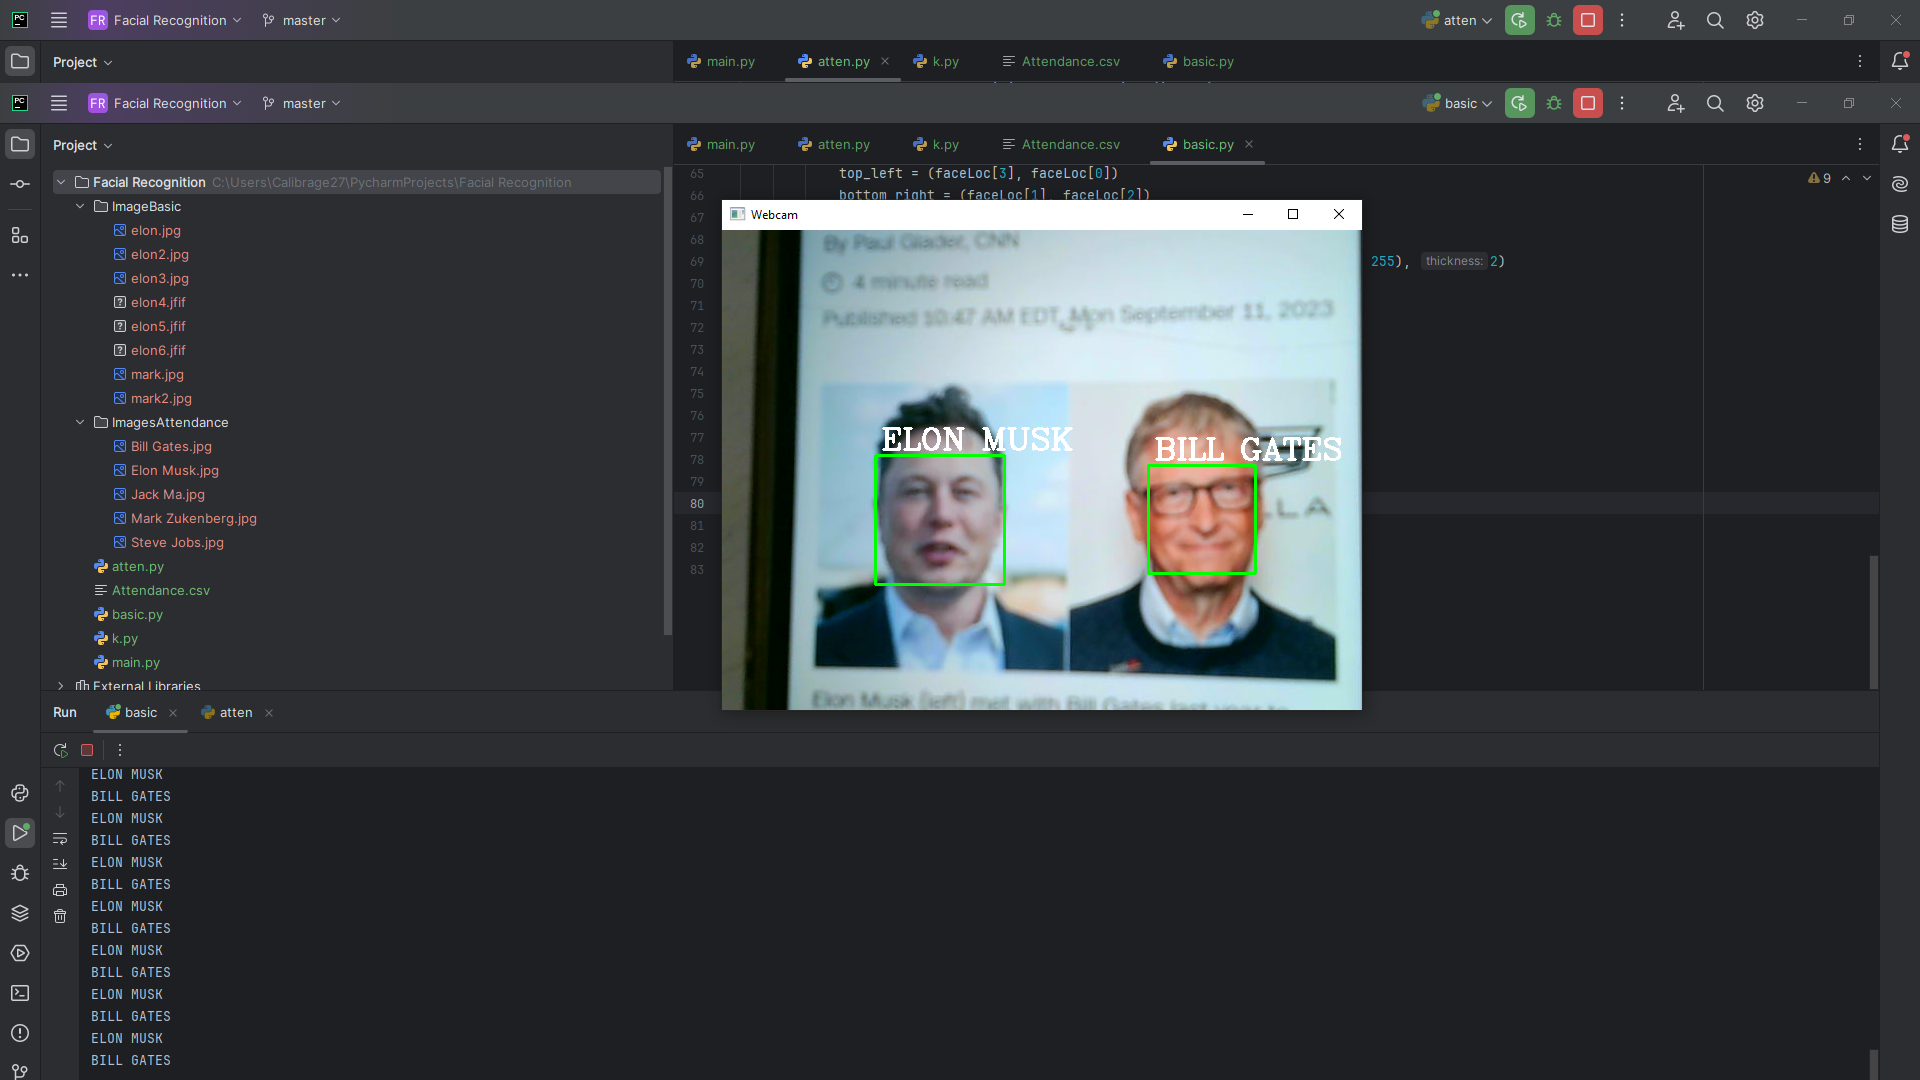 PC FR Facial Recognition master atten
Project main.py atten.py k.py Attendance.csv basic.py
PC FR Facial Recognition master basic
Project main.py atten.py k.py Attendance.csv basic.py
Facial Recognition C:\Users\Calibrage27\PycharmProjects\Facial Recognition
ImageBasic
elon.jpg
elon2.jpg
elon3.jpg
elon4.jfif
elon5.jfif
elon6.jfif
mark.jpg
mark2.jpg
ImagesAttendance
Bill Gates.jpg
Elon Musk.jpg
Jack Ma.jpg
Mark Zukenberg.jpg
Steve Jobs.jpg
atten.py
Attendance.csv
basic.py
k.py
main.py
External Libraries
65 top_left = (faceLoc[3], faceLoc[0])
9
66 bottom_right = (faceLoc[1], faceLoc[2])
67
68
69 255), thickness: 2)
70
71
72
73
74
75
76
77
78
79
80
81
82
83
Webcam
By Paul Glader, CNN
4 minute read
Published 10:47 AM EDT, Mon September 11, 2023
ELON MUSK
BILL GATES
LA
Elon Musk (left) met with Bill Gates last year to
Run basic atten
ELON MUSK
BILL GATES
ELON MUSK
BILL GATES
ELON MUSK
BILL GATES
ELON MUSK
BILL GATES
ELON MUSK
BILL GATES
ELON MUSK
BILL GATES
ELON MUSK
BILL GATES